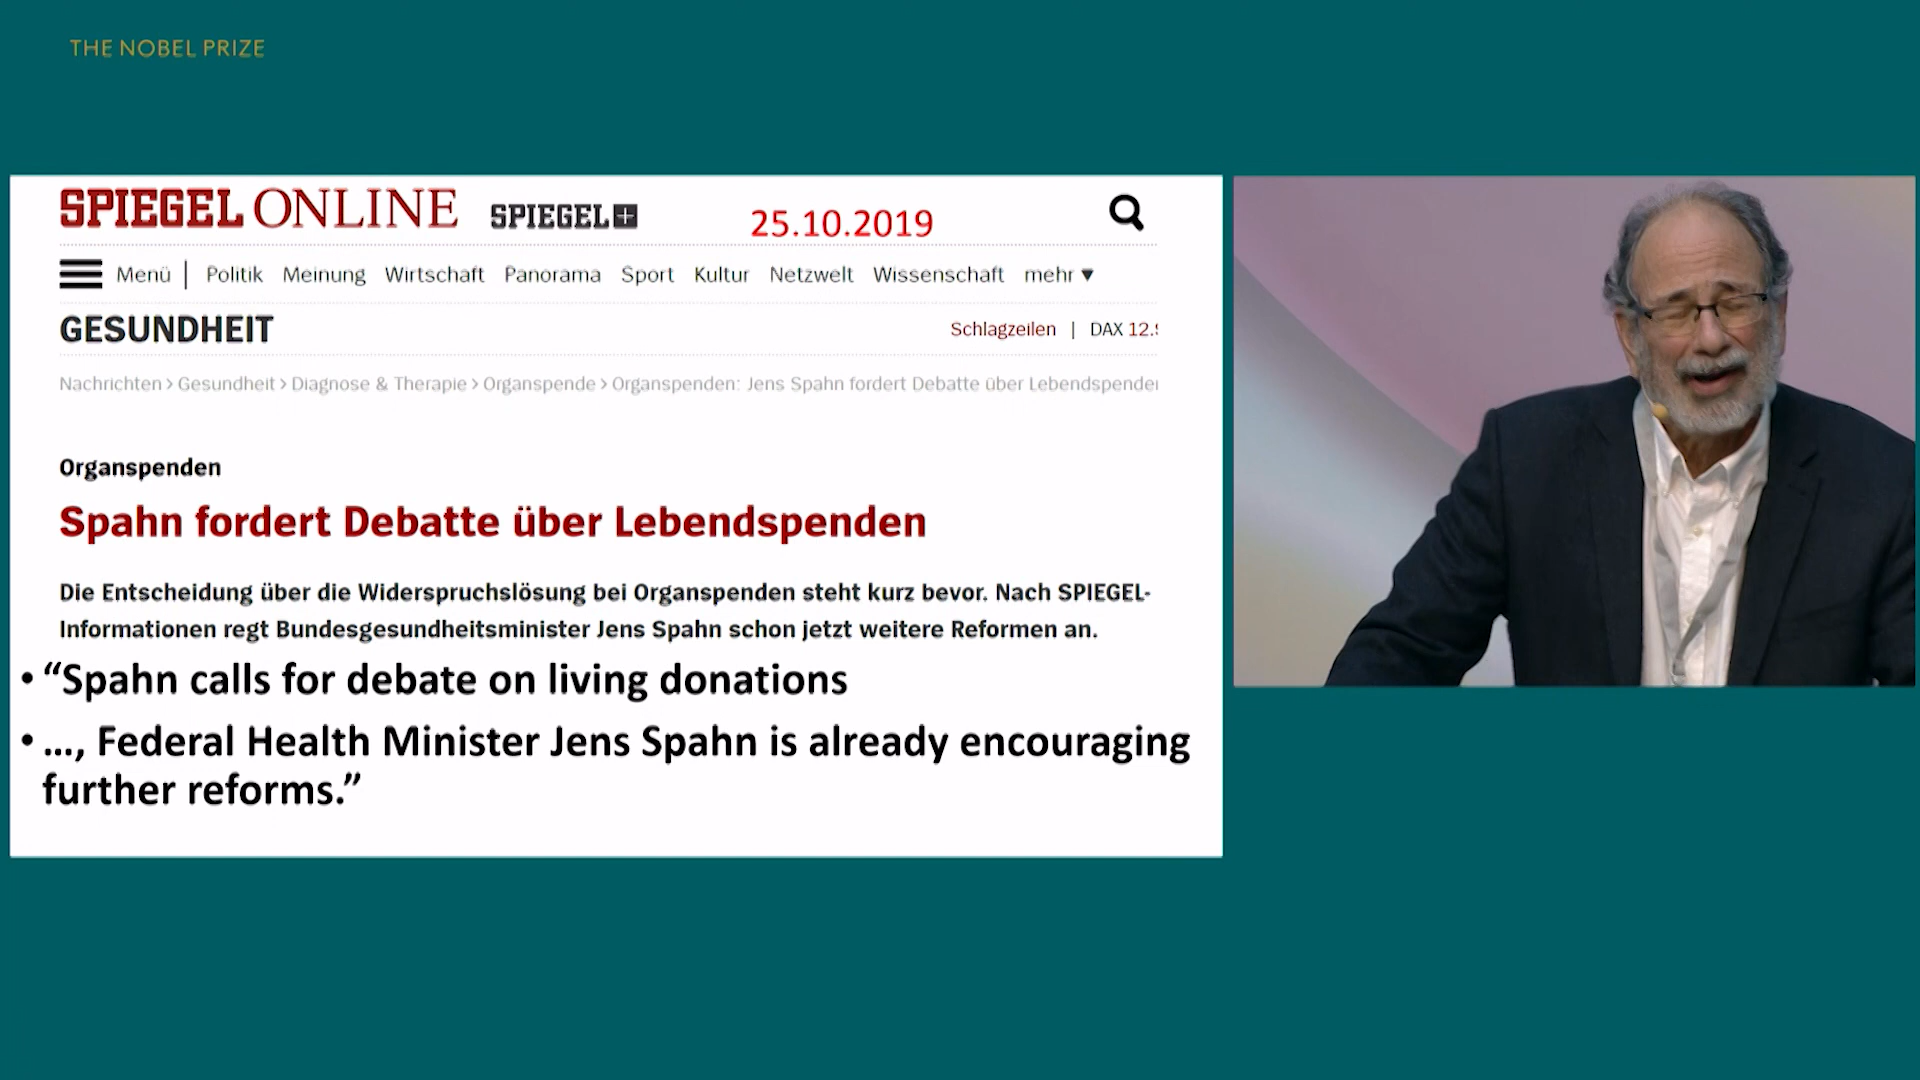 THE NOBEL PRIZE
SPIEGEL ONLINE SPIEGEL+ 25.10.2019
Menü | Politik Meinung Wirtschaft Panorama Sport Kultur Netzwelt Wissenschaft mehr ▼
GESUNDHEIT
Schlagzeilen | DAX 12.
Nachrichten > Gesundheit > Diagnose & Therapie > Organspende > Organspenden: Jens Spahn fordert Debatte über Lebendspenden
Organspenden
Spahn fordert Debatte über Lebendspenden
Die Entscheidung über die Widerspruchslösung bei Organspenden steht kurz bevor. Nach SPIEGEL-
Informationen regt Bundesgesundheitsminister Jens Spahn schon jetzt weitere Reformen an.
• “Spahn calls for debate on living donations
• …, Federal Health Minister Jens Spahn is already encouraging
further reforms.”